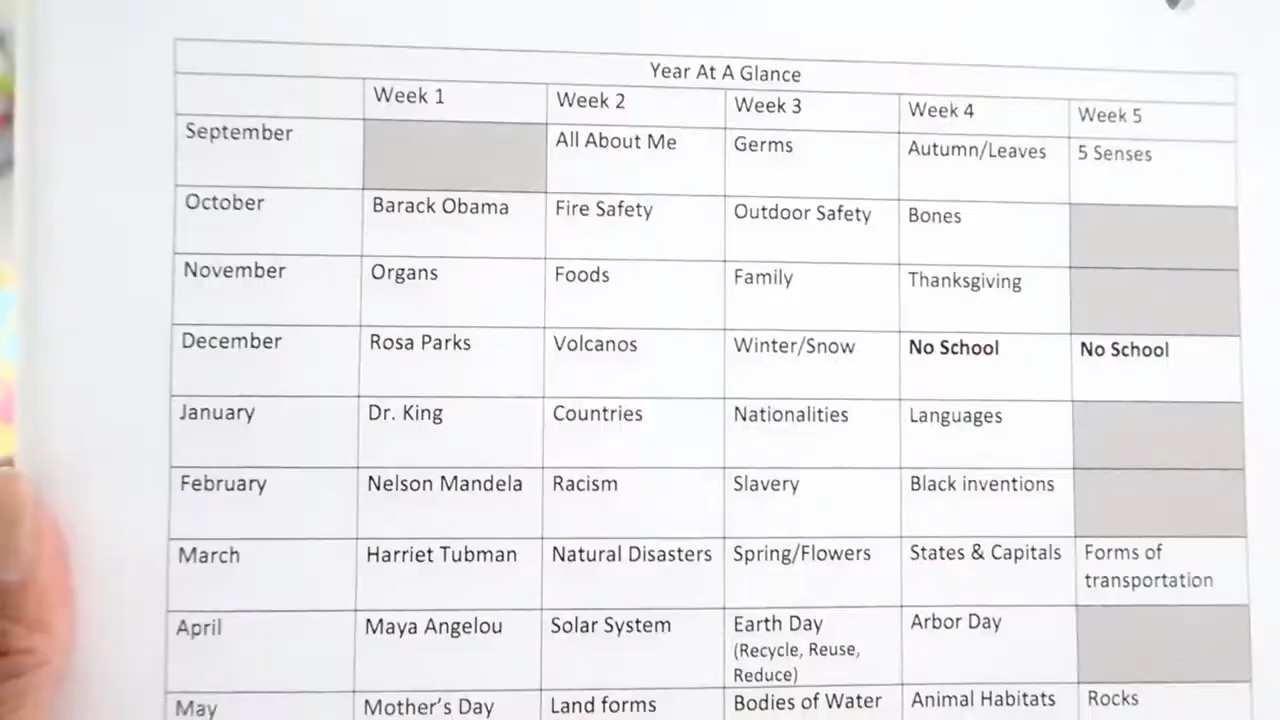 Year At A Glance
Week 1 Week 2 Week 3 Week 4 Week 5
September All About Me Germs Autumn/Leaves 5 Senses
October Barack Obama Fire Safety Outdoor Safety Bones
November Organs Foods Family Thanksgiving
December Rosa Parks Volcanos Winter/Snow No School No School
January Dr. King Countries Nationalities Languages
February Nelson Mandela Racism Slavery Black inventions
March Harriet Tubman Natural Disasters Spring/Flowers States & Capitals Forms of
transportation
April Maya Angelou Solar System Earth Day Arbor Day
(Recycle, Reuse,
Reduce)
May Mother's Day Land forms Bodies of Water Animal Habitats Rocks